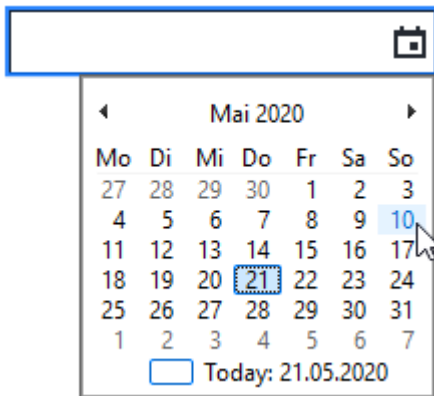 Mai 2020
Mo Di Mi Do Fr Sa So
27 28 29 30 1 2 3
4 5 6 7 8 9 10
11 12 13 14 15 16 17
18 19 20 21 22 23 24
25 26 27 28 29 30 31
1 2 3 4 5 6 7
Today: 21.05.2020